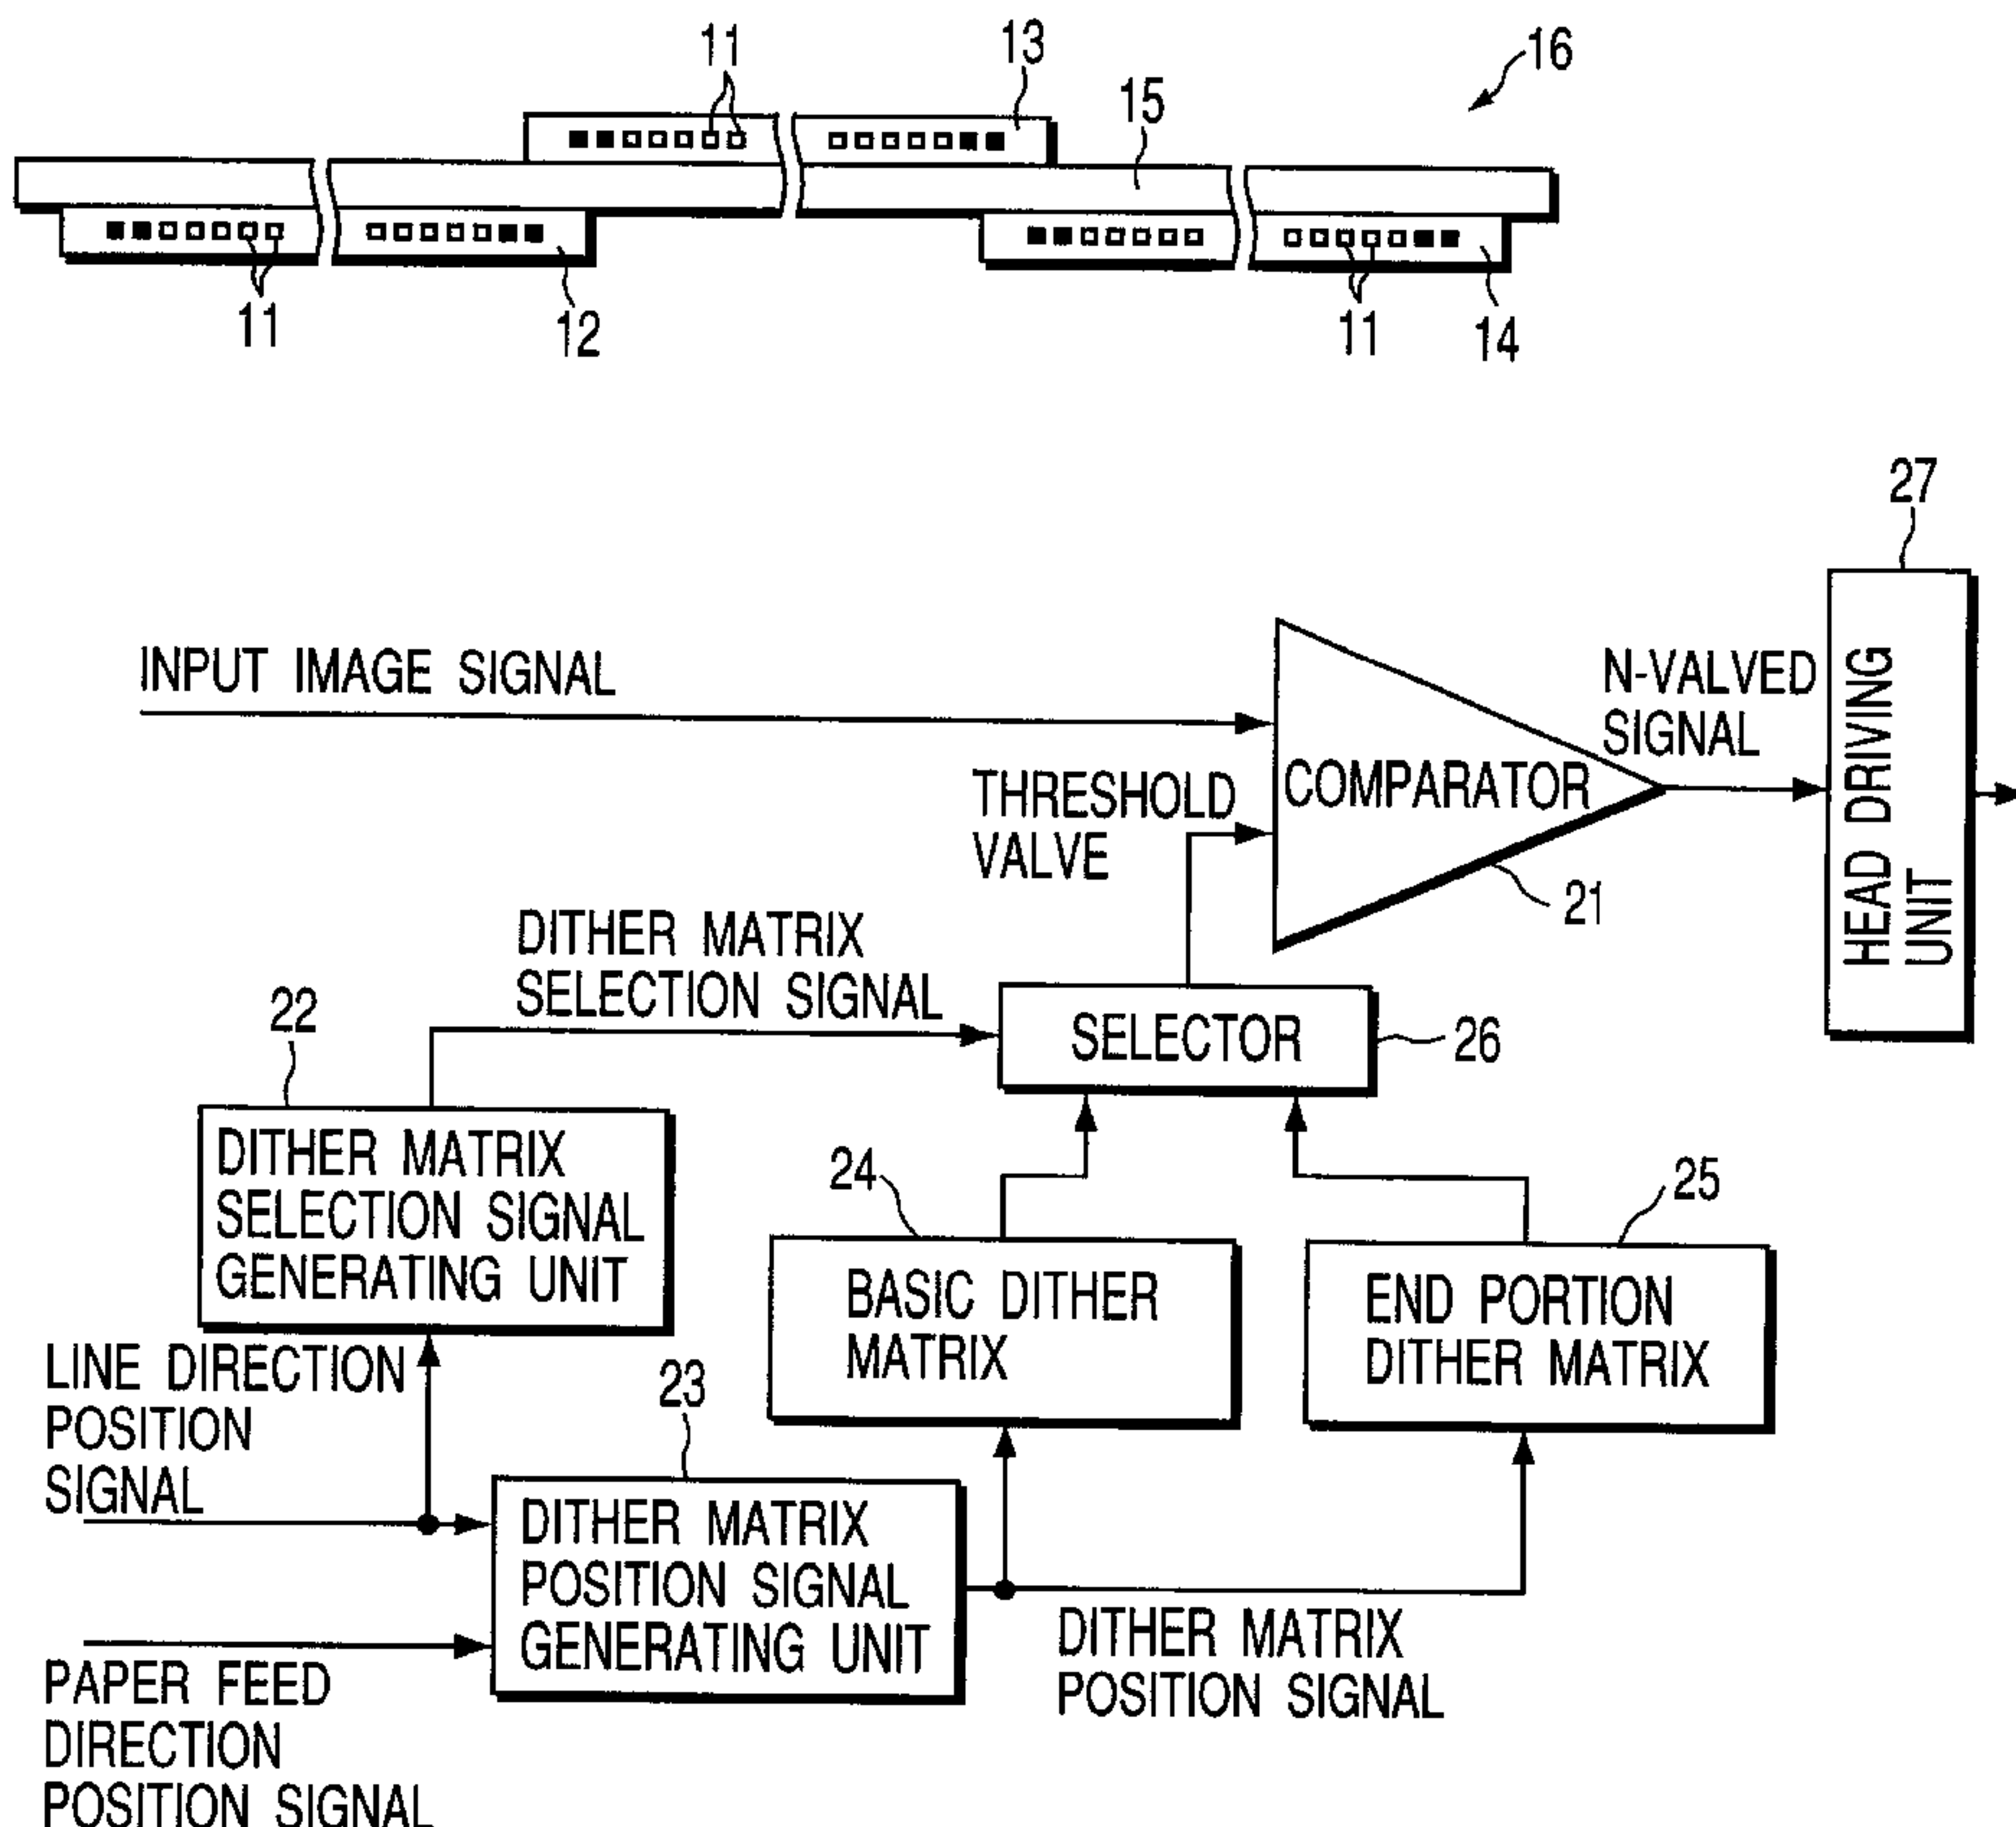 11
13
16
15
11
12
11
14
27
INPUT IMAGE SIGNAL
N-VALVED
SIGNAL
COMPARATOR
THRESHOLD
VALVE
HEAD DRIVING
UNIT
21
DITHER MATRIX
SELECTION SIGNAL
22
SELECTOR
26
DITHER MATRIX
SELECTION SIGNAL
GENERATING UNIT
24
25
BASIC DITHER
MATRIX
END PORTION
DITHER MATRIX
LINE DIRECTION
POSITION
SIGNAL
23
DITHER MATRIX
POSITION SIGNAL
GENERATING UNIT
DITHER MATRIX
POSITION SIGNAL
PAPER FEED
DIRECTION
POSITION SIGNAL